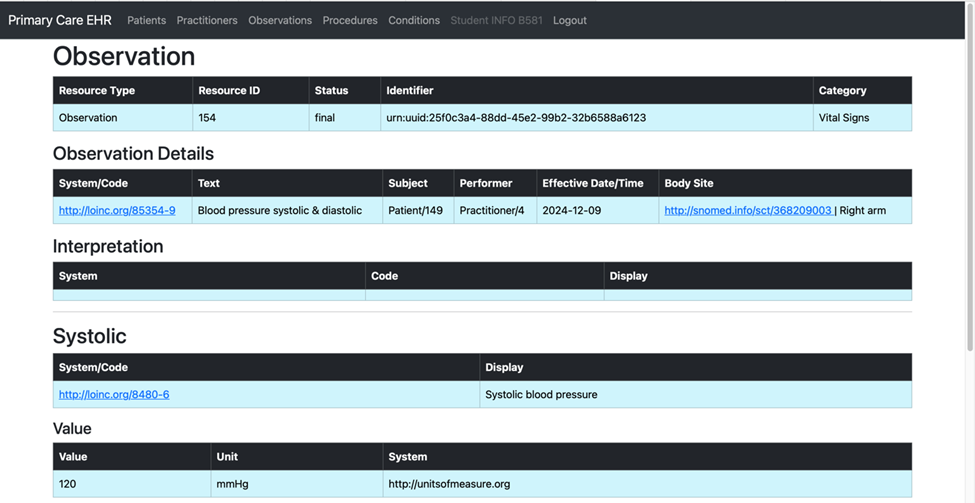 Primary Care EHR Patients Practitioners Observations Procedures Conditions Student INFO B581 Logout
Observation
Resource Type Resource ID Status Identifier Category
Observation 154 final urn:uuid:25f0c3a4-88dd-45e2-99b2-32b6588a6123 Vital Signs
Observation Details
System/Code Text Subject Performer Effective Date/Time Body Site
http://loinc.org/85354-9 Blood pressure systolic & diastolic Patient/149 Practitioner/4 2024-12-09 http://snomed.info/sct/368209003 | Right arm
Interpretation
System Code Display
Systolic
System/Code Display
http://loinc.org/8480-6 Systolic blood pressure
Value
Value Unit System
120 mmHg http://unitsofmeasure.org